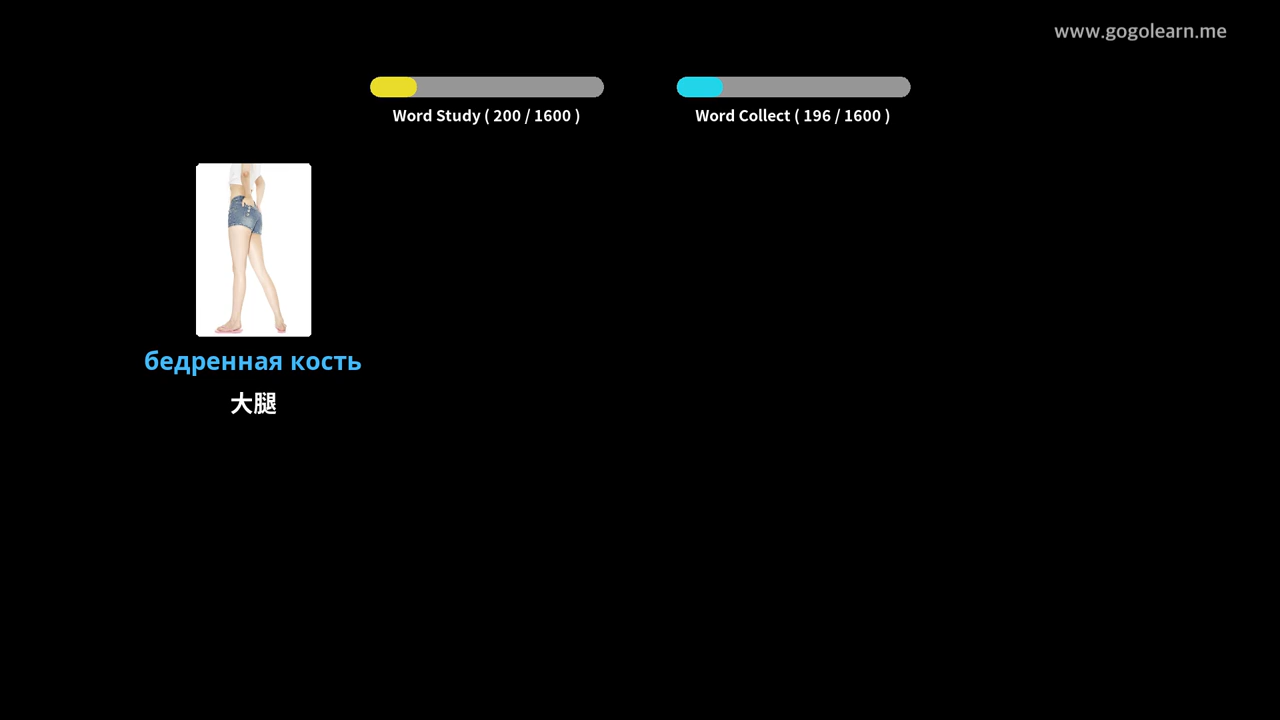 www.gogolearn.me
Word Study ( 200 / 1600 )
Word Collect ( 196 / 1600 )
бедренная кость
大腿